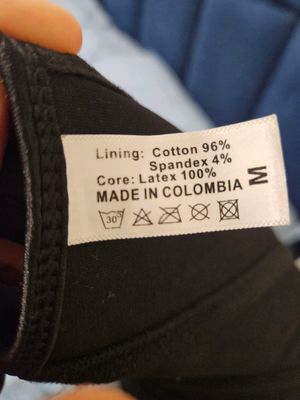 Lining: Cotton 96%
Spandex 4%
Core: Latex 100%
MADE IN COLOMBIA
M
30°